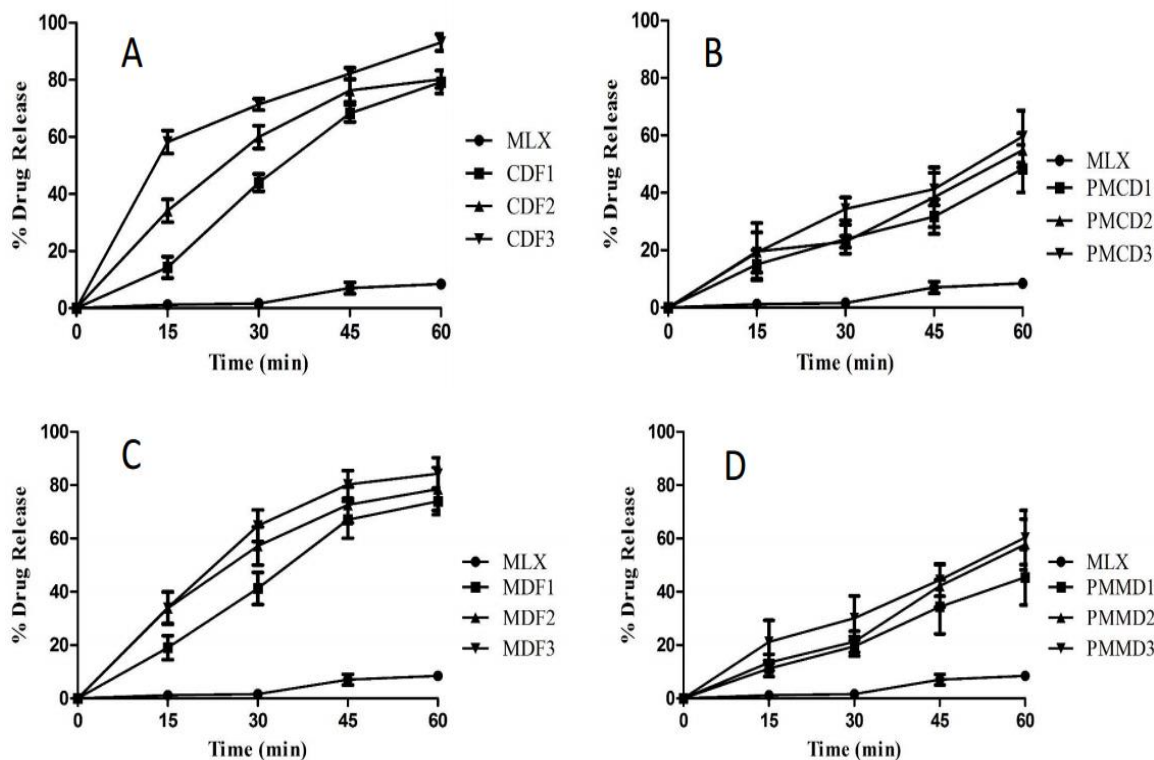 A
% Drug Release
100
80
60
40
20
0
0 15 30 45 60
Time (min)
MLX
CDF1
CDF2
CDF3
B
% Drug Release
100
80
60
40
20
0
0 15 30 45 60
Time (min)
MLX
PMCD1
PMCD2
PMCD3
C
% Drug Release
100
80
60
40
20
0
0 15 30 45 60
Time (min)
MLX
MDF1
MDF2
MDF3
D
% Drug Release
100
80
60
40
20
0
0 15 30 45 60
Time (min)
MLX
PMMD1
PMMD2
PMMD3